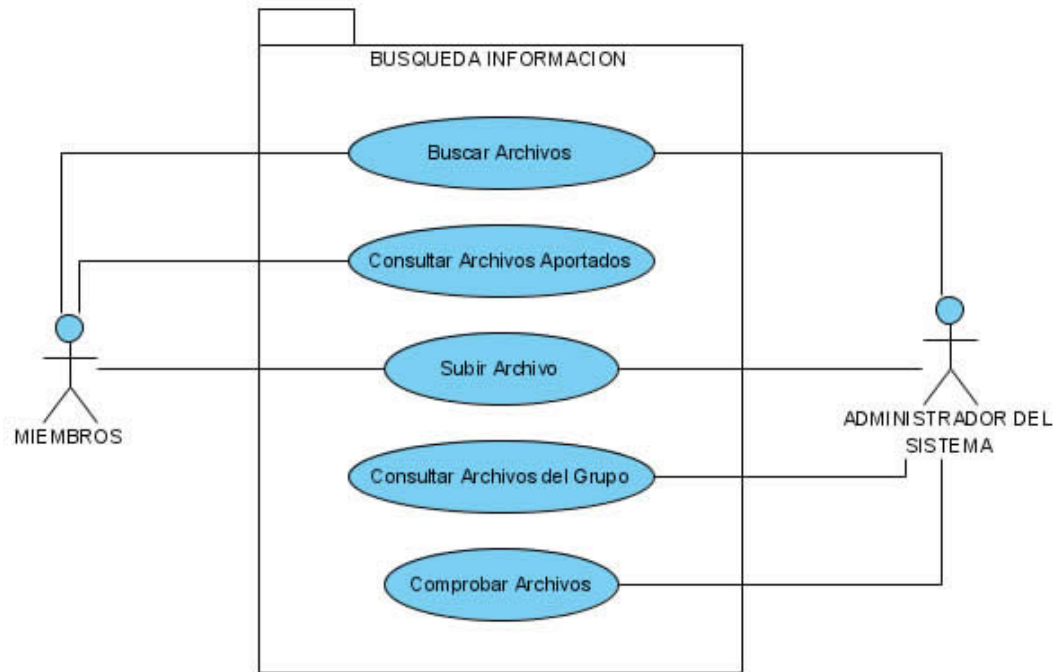 BUSQUEDA INFORMACION
Buscar Archivos
Consultar Archivos Aportados
Subir Archivo
MIEMBROS
ADMINISTRADOR DEL
SISTEMA
Consultar Archivos del Grupo
Comprobar Archivos